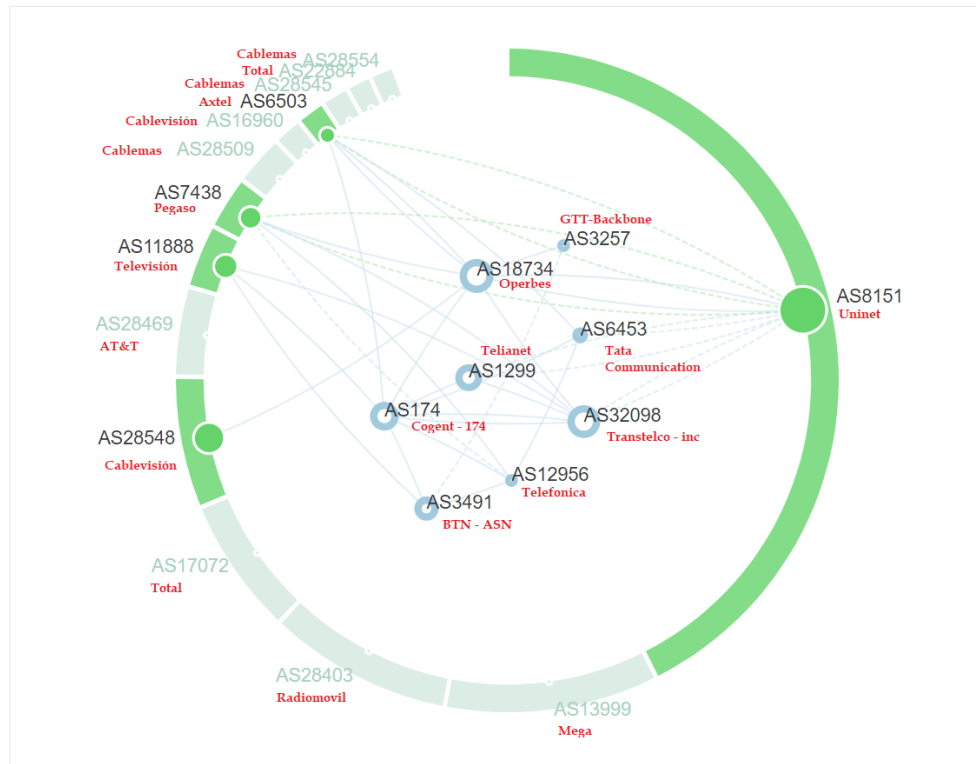 Cablemas AS28554
Total AS22884
Cablemas AS28545
Axtel AS6503
Cablevisión AS16960
Cablemas AS28509
AS7438
Pegaso
AS11888
Televisión
AS28469
AT&T
AS28548
Cablevisión
AS17072
Total
AS28403
Radiomovil
AS13999
Mega
AS8151
Uninet
GTT-Backbone
AS3257
AS18734
Operbes
AS6453
Tata
Communication
Telianet
AS1299
AS174
Cogent - 174
AS32098
Transtelco - inc
AS12956
Telefonica
AS3491
BTN - ASN